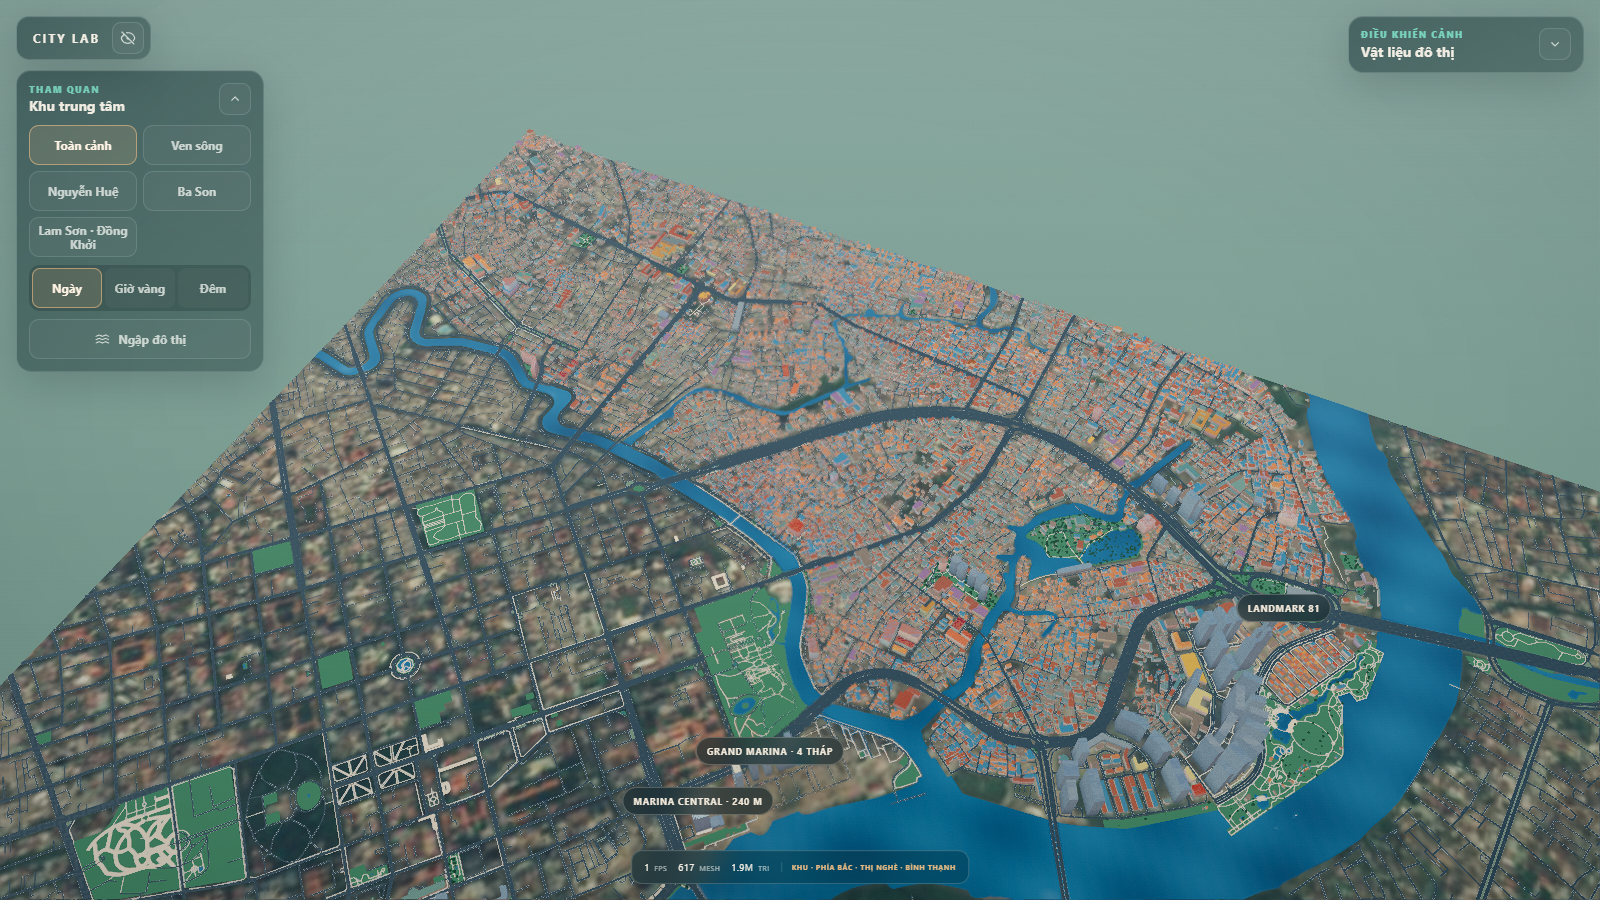 CITY LAB
THAM QUAN
Khu trung tâm
Toàn cảnh
Ven sông
Nguyễn Huệ
Ba Son
Lam Sơn · Đồng
Khởi
Ngày
Giờ vàng
Đêm
Ngập đô thị
ĐIỀU KHIỂN CẢNH
Vật liệu đô thị
LANDMARK 81
GRAND MARINA · 4 THÁP
MARINA CENTRAL · 240 M
1 FPS 617 MESH 1.9M TRI KHU · PHÍA BẮC · THỊ NGHÈ · BÌNH THẠNH